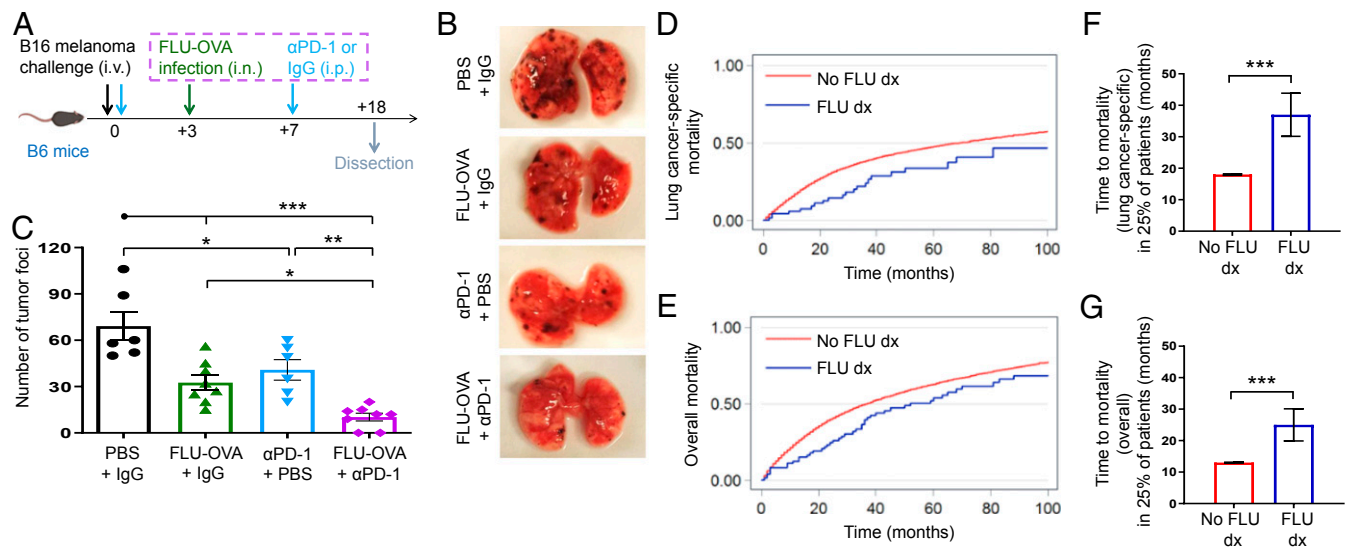 A
B16 melanoma
challenge (i.v.)
FLU-OVA
infection (i.n.)
αPD-1 or
IgG (i.p.)
+18
0
+3
+7
B6 mice
Dissection
B
PBS
+ IgG
FLU-OVA
+ IgG
αPD-1
+ PBS
FLU-OVA
+ αPD-1
C
***
*
**
*
Number of tumor foci
120
90
60
30
0
PBS
+ IgG
FLU-OVA
+ IgG
αPD-1
+ PBS
FLU-OVA
+ αPD-1
D
Lung cancer-specific
mortality
1.00
0.50
0.00
No FLU dx
FLU dx
0 20 40 60 80 100
Time (months)
E
Overall mortality
1.00
0.50
0.00
No FLU dx
FLU dx
0 20 40 60 80 100
Time (months)
F
Time to mortality
(lung cancer-specific)
in 25% of patients (months)
50
40
30
20
10
0
***
No FLU
dx
FLU
dx
G
Time to mortality
(overall)
in 25% of patients (months)
50
40
30
20
10
0
***
No FLU
dx
FLU
dx